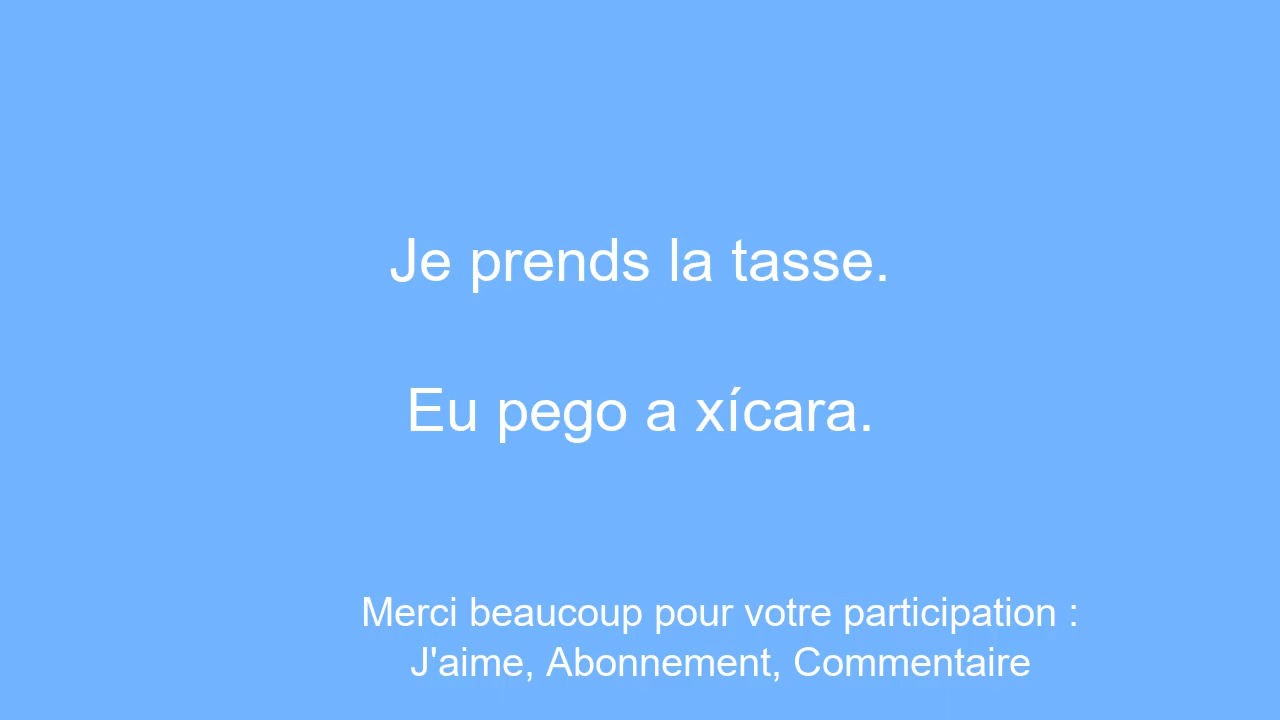 Je prends la tasse.
Eu pego a xícara.
Merci beaucoup pour votre participation :
J'aime, Abonnement, Commentaire